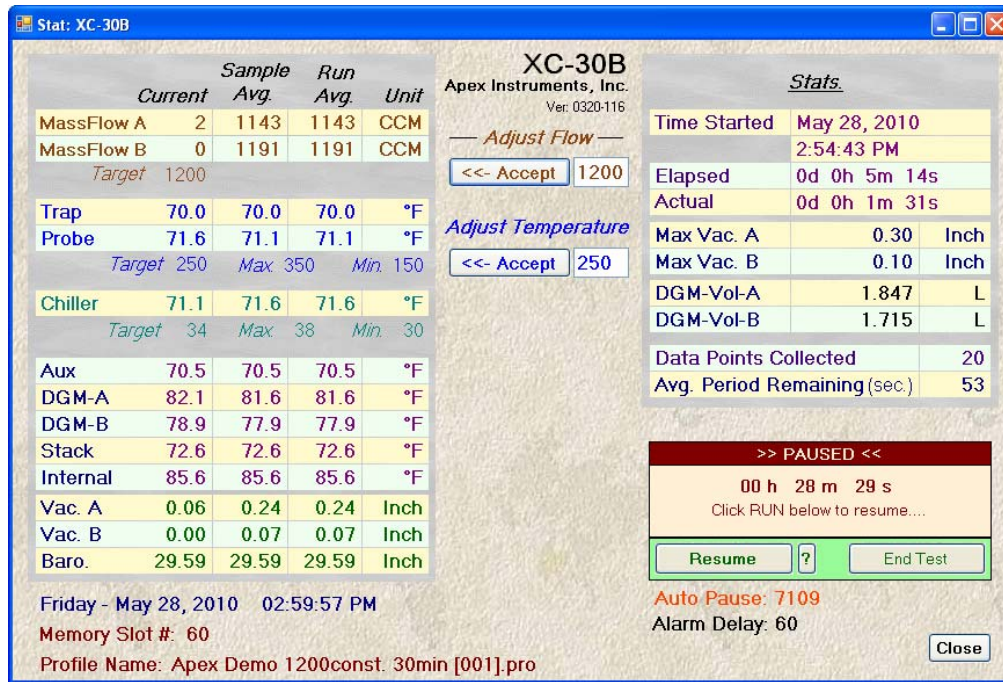 Stat: XC-30B
Current Sample Avg. Run Avg. Unit
MassFlow A 2 1143 1143 CCM
MassFlow B 0 1191 1191 CCM
Target 1200
Trap 70.0 70.0 70.0 °F
Probe 71.6 71.1 71.1 °F
Target 250 Max. 350 Min. 150
Chiller 71.1 71.6 71.6 °F
Target 34 Max. 38 Min. 30
Aux 70.5 70.5 70.5 °F
DGM-A 82.1 81.6 81.6 °F
DGM-B 78.9 77.9 77.9 °F
Stack 72.6 72.6 72.6 °F
Internal 85.6 85.6 85.6 °F
Vac. A 0.06 0.24 0.24 Inch
Vac. B 0.00 0.07 0.07 Inch
Baro. 29.59 29.59 29.59 Inch
Friday - May 28, 2010 02:59:57 PM
Memory Slot #: 60
Profile Name: Apex Demo 1200const. 30min [001].pro
XC-30B
Apex Instruments, Inc.
Ver: 0320-116
Adjust Flow
<<- Accept 1200
Adjust Temperature
<<- Accept 250
Stats.
Time Started May 28, 2010
2:54:43 PM
Elapsed 0d 0h 5m 14s
Actual 0d 0h 1m 31s
Max Vac. A 0.30 Inch
Max Vac. B 0.10 Inch
DGM-Vol-A 1.847 L
DGM-Vol-B 1.715 L
Data Points Collected 20
Avg. Period Remaining (sec.) 53
>> PAUSED <<
00 h 28 m 29 s
Click RUN below to resume....
Resume ? End Test
Auto Pause: 7109
Alarm Delay: 60
Close